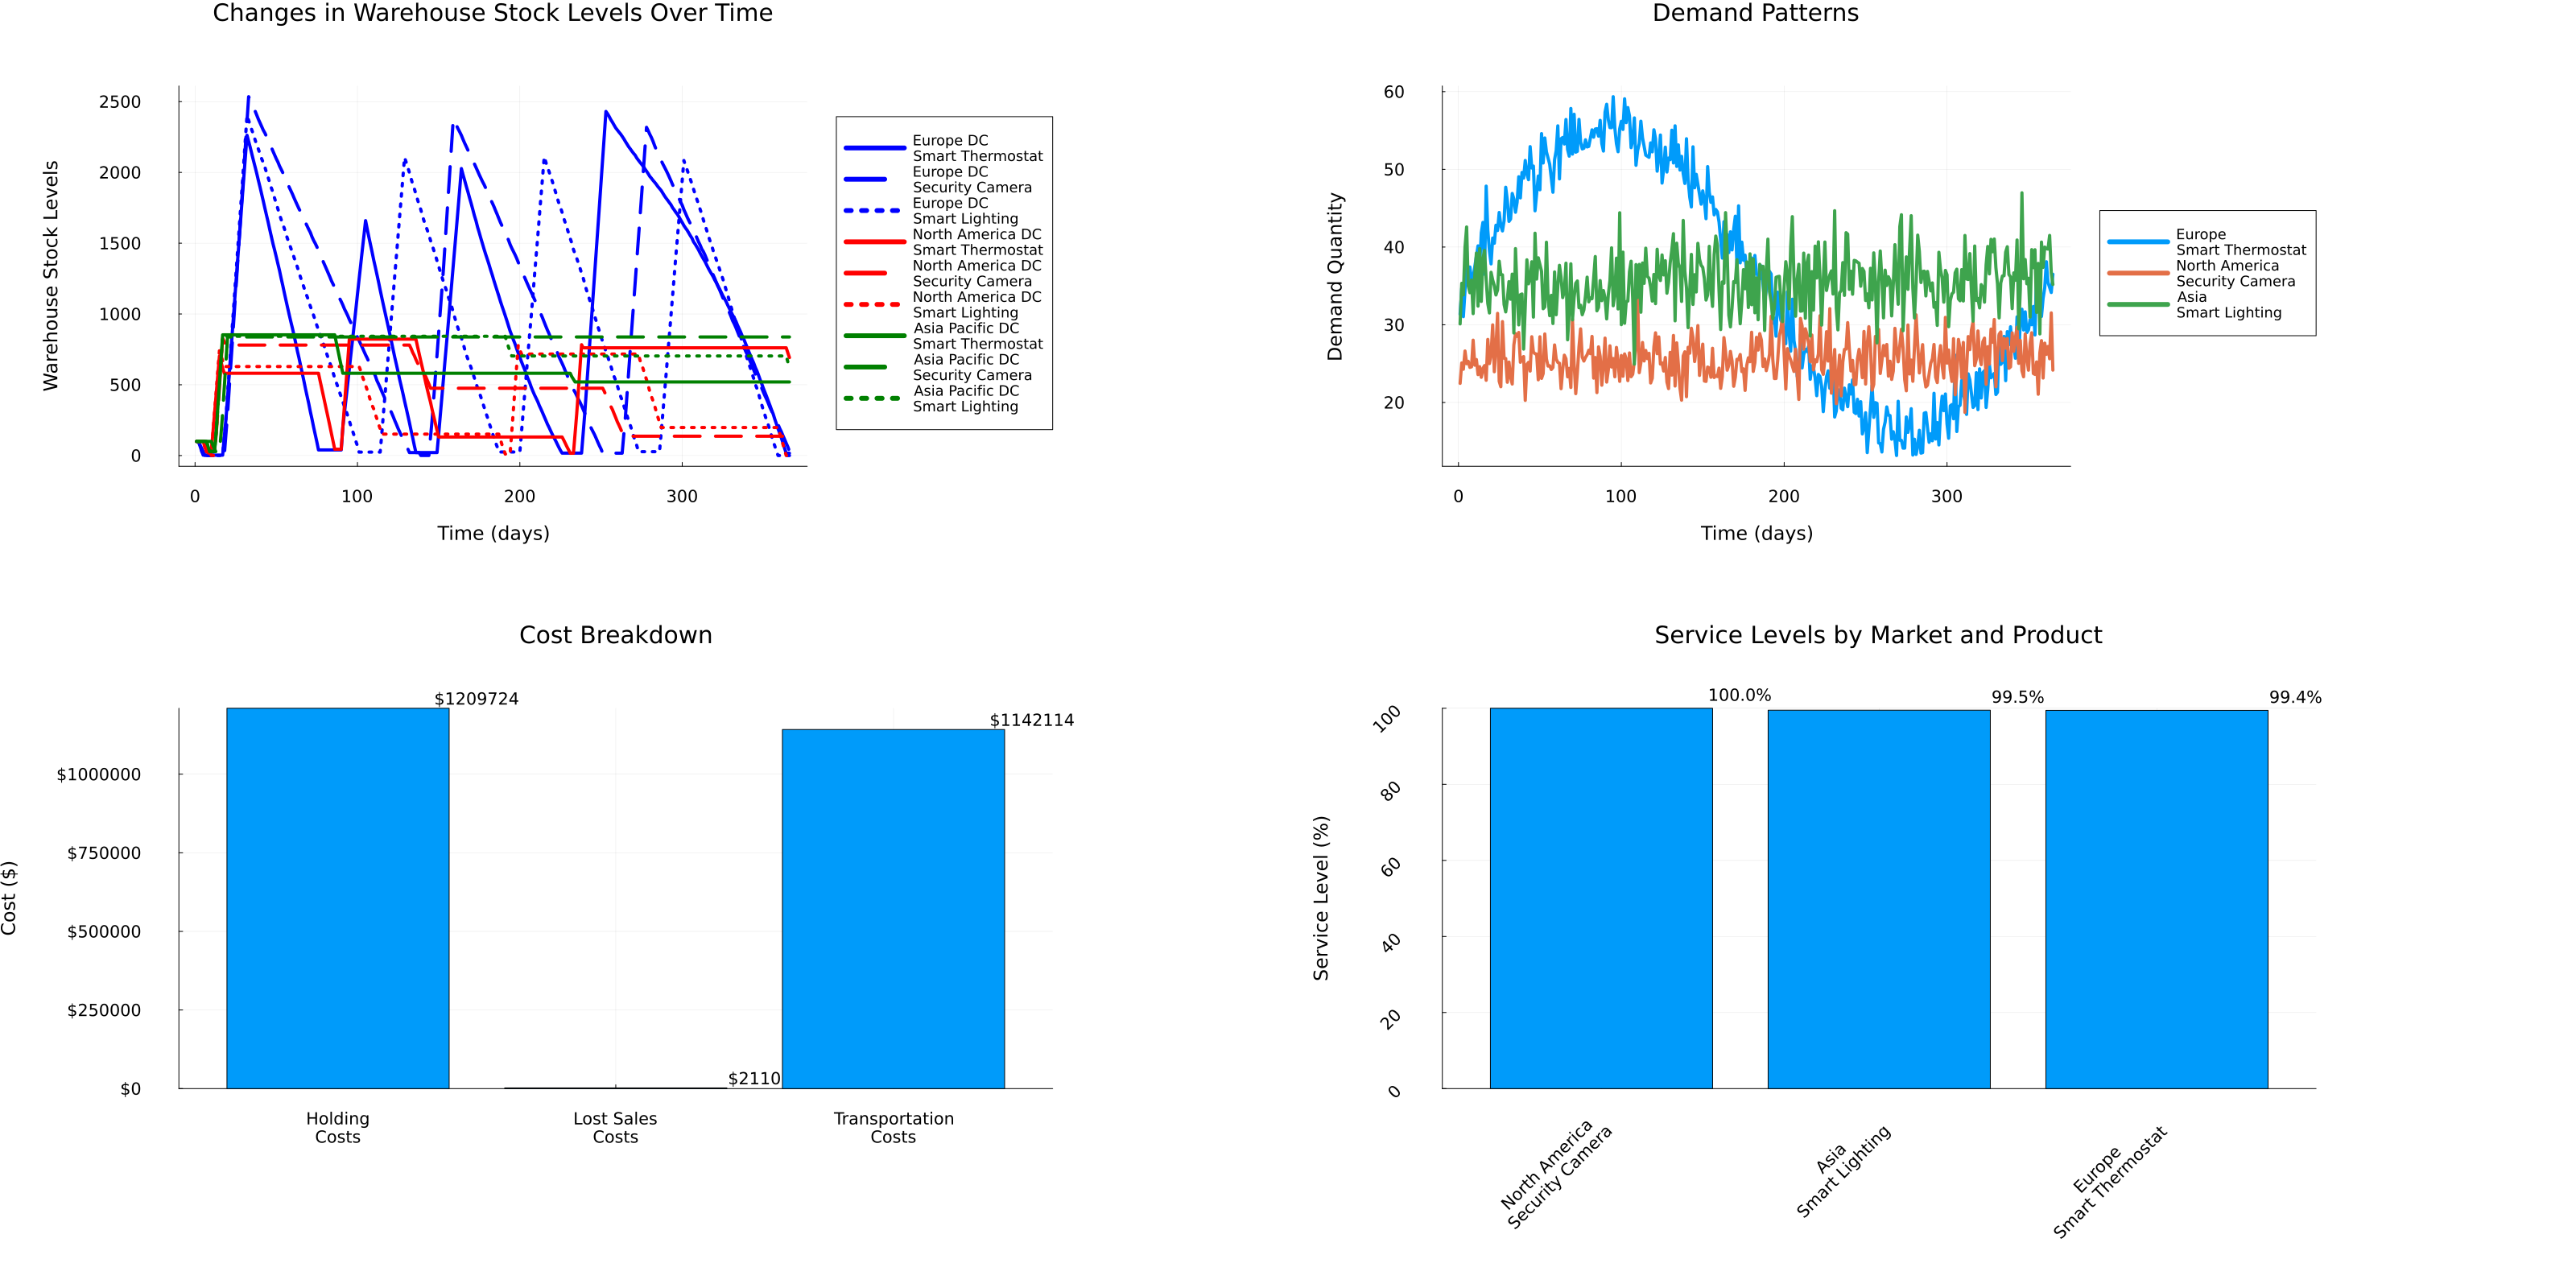 Changes in Warehouse Stock Levels Over Time
Warehouse Stock Levels
2500
2000
1500
1000
500
0
0 100 200 300
Time (days)
Europe DC
Smart Thermostat
Europe DC
Security Camera
Europe DC
Smart Lighting
North America DC
Smart Thermostat
North America DC
Security Camera
North America DC
Smart Lighting
Asia Pacific DC
Smart Thermostat
Asia Pacific DC
Security Camera
Asia Pacific DC
Smart Lighting
Demand Patterns
Demand Quantity
60
50
40
30
20
0 100 200 300
Time (days)
Europe
Smart Thermostat
North America
Security Camera
Asia
Smart Lighting
Cost Breakdown
Cost ($)
$1000000
$750000
$500000
$250000
$0
$1209724
$2110
$1142114
Holding
Costs
Lost Sales
Costs
Transportation
Costs
Service Levels by Market and Product
Service Level (%)
100
80
60
40
20
0
100.0%
99.5%
99.4%
North America
Security Camera
Asia
Smart Lighting
Europe
Smart Thermostat